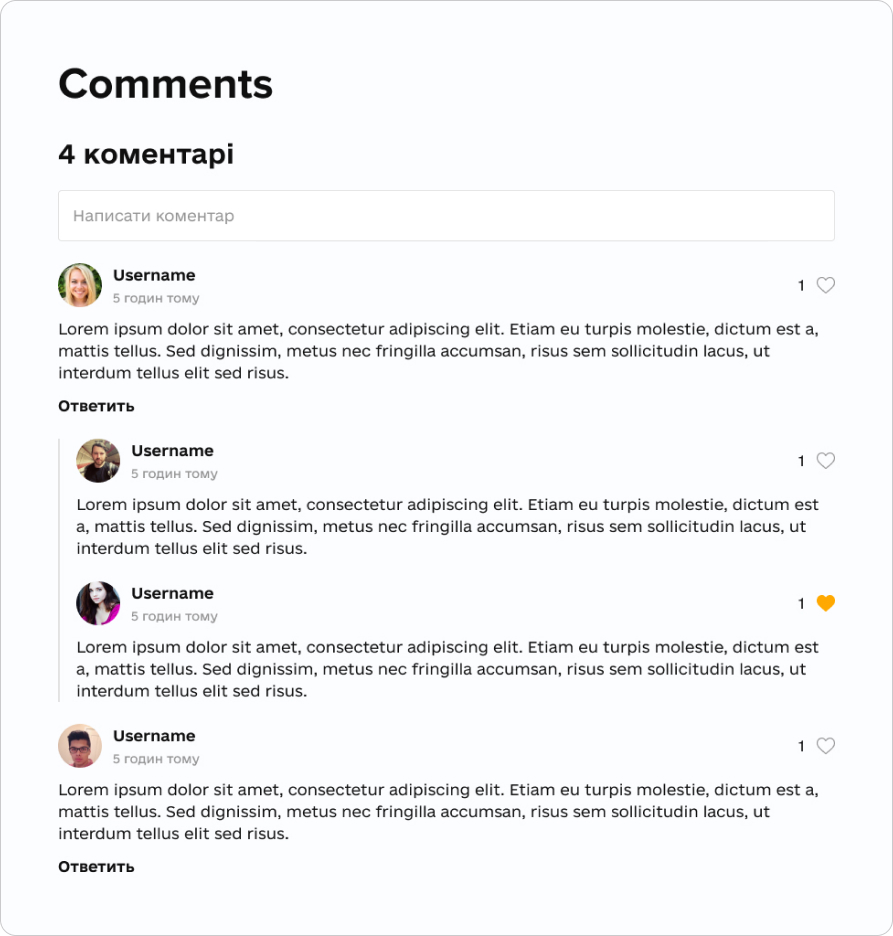 Comments
4 коментарі
Написати коментар
Username
5 годин тому
1
Lorem ipsum dolor sit amet, consectetur adipiscing elit. Etiam eu turpis molestie, dictum est a,
mattis tellus. Sed dignissim, metus nec fringilla accumsan, risus sem sollicitudin lacus, ut
interdum tellus elit sed risus.
Ответить
Username
5 годин тому
1
Lorem ipsum dolor sit amet, consectetur adipiscing elit. Etiam eu turpis molestie, dictum est
a, mattis tellus. Sed dignissim, metus nec fringilla accumsan, risus sem sollicitudin lacus, ut
interdum tellus elit sed risus.
Username
5 годин тому
1
Lorem ipsum dolor sit amet, consectetur adipiscing elit. Etiam eu turpis molestie, dictum est
a, mattis tellus. Sed dignissim, metus nec fringilla accumsan, risus sem sollicitudin lacus, ut
interdum tellus elit sed risus.
Username
5 годин тому
1
Lorem ipsum dolor sit amet, consectetur adipiscing elit. Etiam eu turpis molestie, dictum est a,
mattis tellus. Sed dignissim, metus nec fringilla accumsan, risus sem sollicitudin lacus, ut
interdum tellus elit sed risus.
Ответить